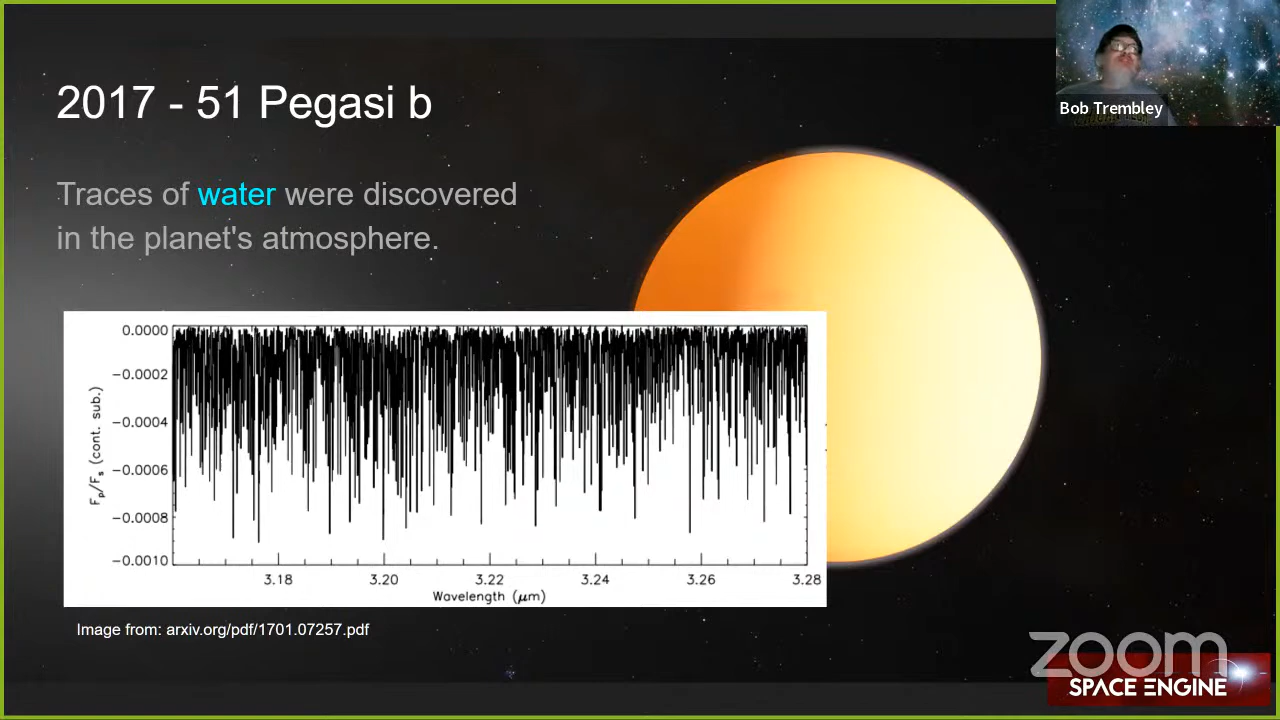 2017 - 51 Pegasi b
Bob Trembley
Traces of water were discovered
in the planet's atmosphere.
0.0000
−0.0002
−0.0004
−0.0006
−0.0008
−0.0010
Fp/Fs (cont. sub.)
3.18 3.20 3.22 3.24 3.26 3.28
Wavelength (μm)
Image from: arxiv.org/pdf/1701.07257.pdf
zoom
SPACE ENGINE